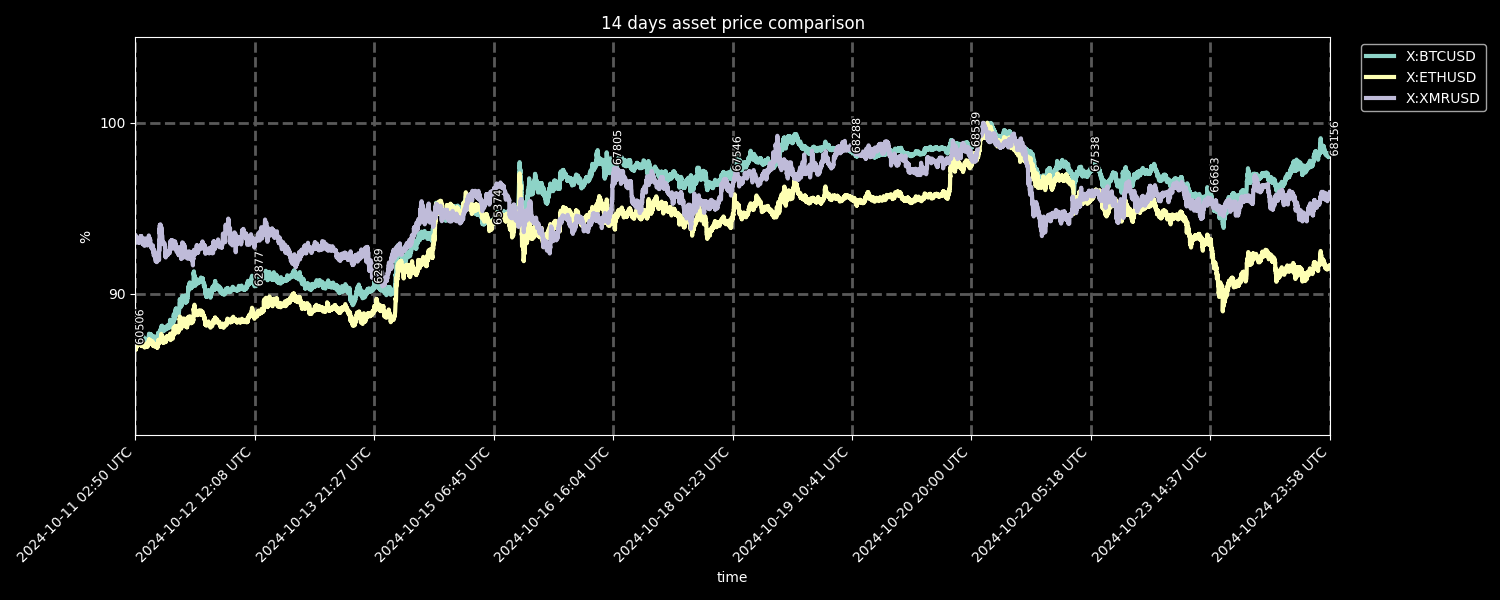 14 days asset price comparison
X:BTCUSD
X:ETHUSD
X:XMRUSD
%
100
90
60506
62877
62989
65374
67805
67546
68288
68539
67538
66683
68156
2024-10-11 02:50 UTC
2024-10-12 12:08 UTC
2024-10-13 21:27 UTC
2024-10-15 06:45 UTC
2024-10-16 16:04 UTC
2024-10-18 01:23 UTC
2024-10-19 10:41 UTC
2024-10-20 20:00 UTC
2024-10-22 05:18 UTC
2024-10-23 14:37 UTC
2024-10-24 23:58 UTC
time